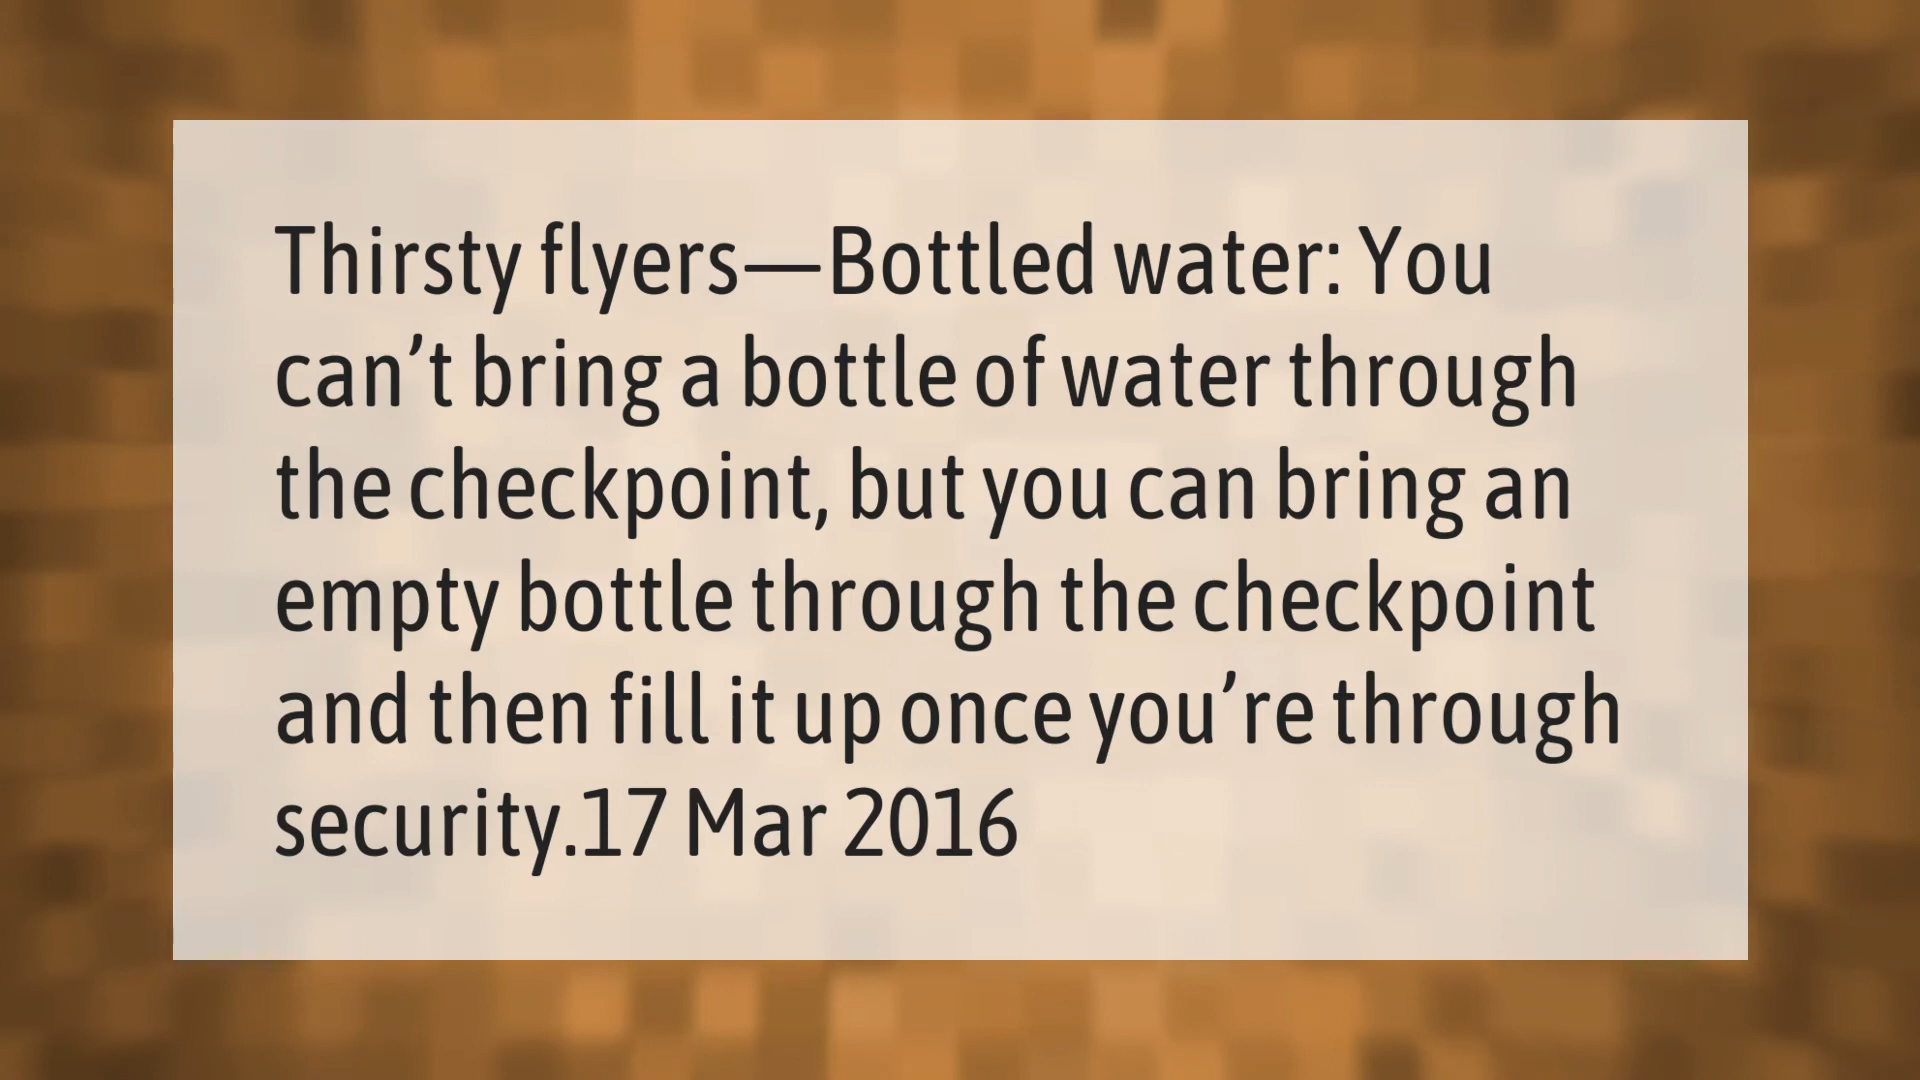 Thirsty flyers—Bottled water: You
can’t bring a bottle of water through
the checkpoint, but you can bring an
empty bottle through the checkpoint
and then fill it up once you’re through
security.17 Mar 2016